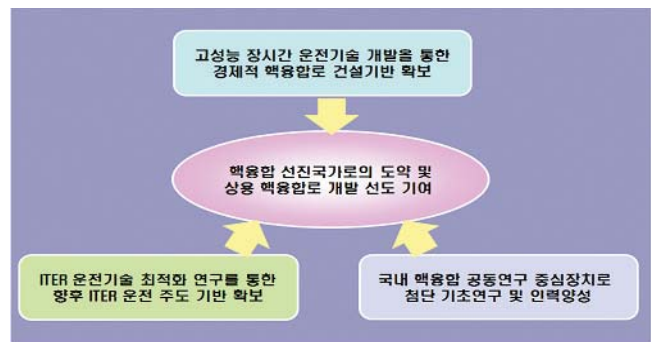 고성능 장시간 운전기술 개발을 통한
경제적 핵융합로 건설기반 확보
핵융합 선진국가로의 도약 및
상용 핵융합로 개발 선도 기여
ITER 운전기술 최적화 연구를 통한
향후 ITER 운전 주도 기반 확보
국내 핵융합 공동연구 중심장치로
첨단 기초연구 및 인력양성